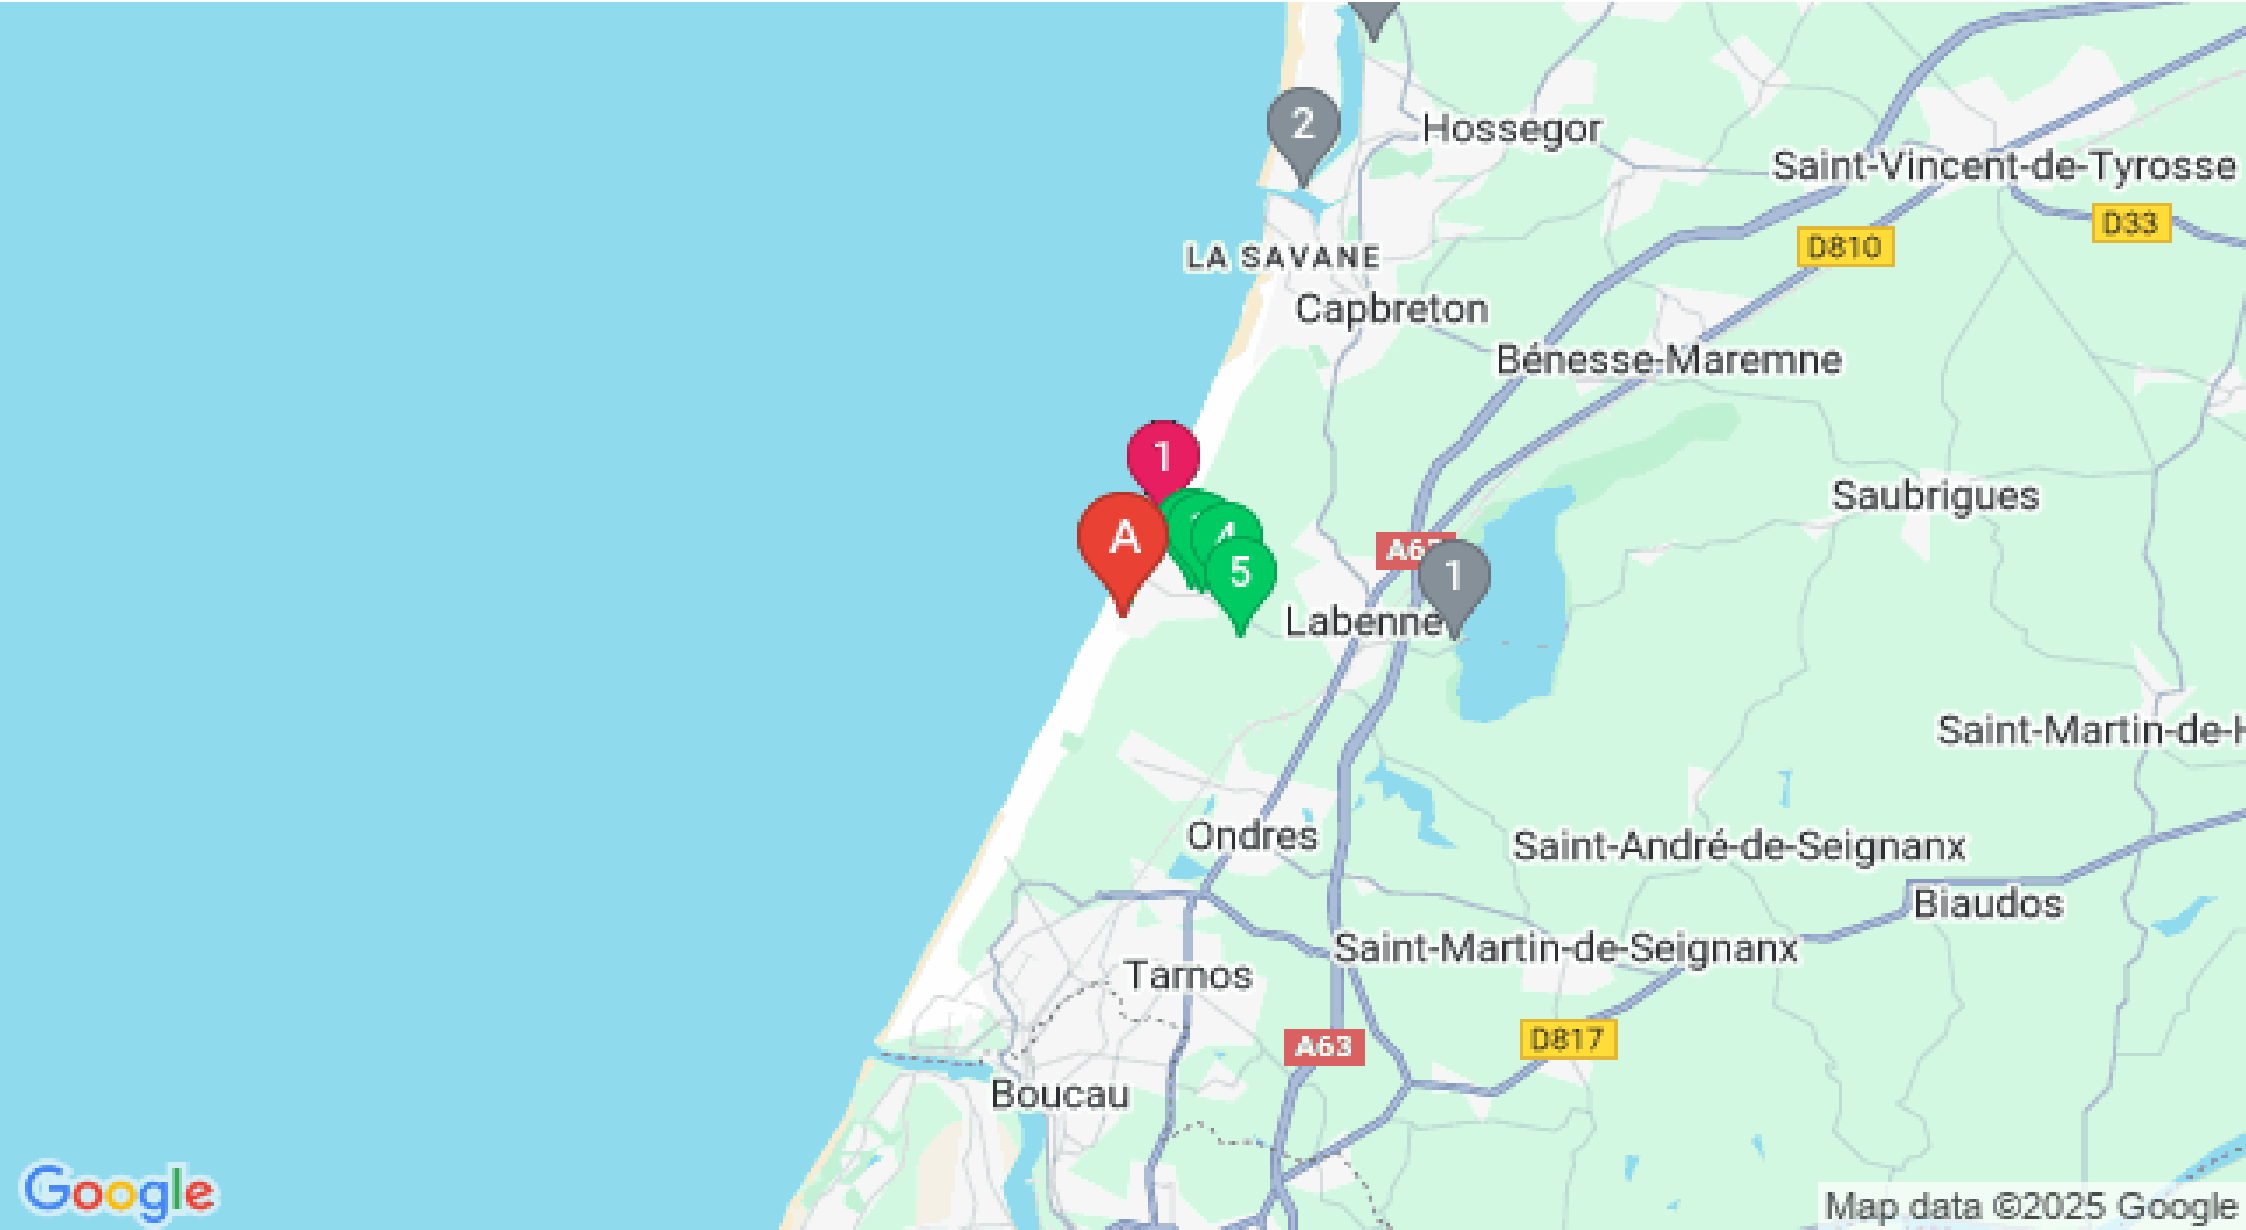 2
Hossegor
Saint-Vincent-de-Tyrosse
D33
D810
LA SAVANE
Capbreton
Bénesse-Maremne
1
Saubrigues
A
4
5
1
Labenne
Saint-Martin-de-H
Ondres
Saint-André-de-Seignanx
Biaudos
Saint-Martin-de-Seignanx
Tarnos
D817
A63
Boucau
Google
Map data ©2025 Google